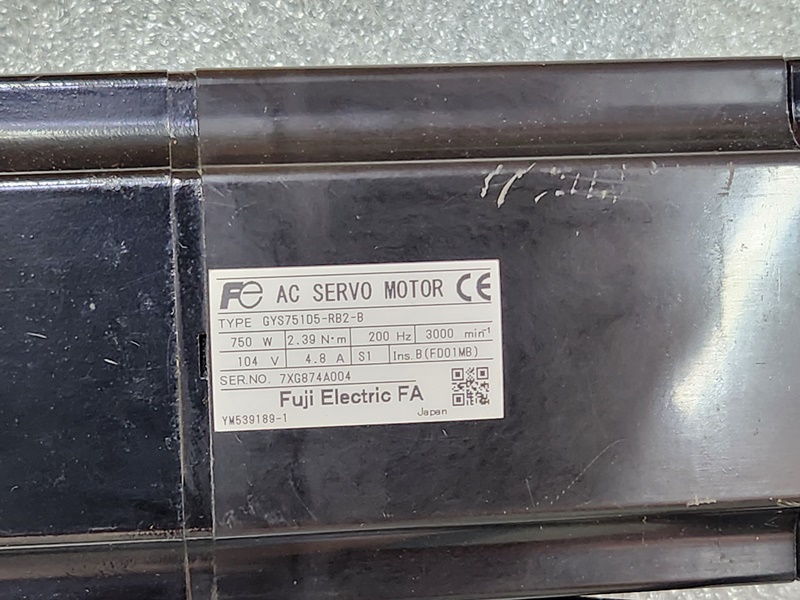 Fe AC SERVO MOTOR CE
TYPE GYS751D5-RB2-B
750 W 2.39 N·m 200 Hz 3000 min⁻¹
104 V 4.8 A S1 Ins.B(FD01MB)
SER.NO. 7XG874A004
Fuji Electric FA
YM539189-1 Japan